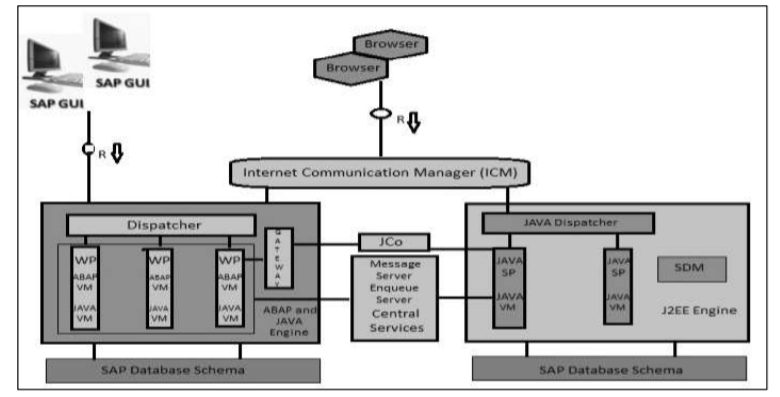 SAP GUI
SAP GUI
Browser
Browser
R
R
Internet Communication Manager (ICM)
Dispatcher
WP
ABAP
VM
JAVA
VM
WP
ABAP
VM
JAVA
VM
WP
ABAP
VM
JAVA
VM
GATEWAY
ABAP and
JAVA
Engine
JCo
Message
Server
Enqueue
Server
Central
Services
JAVA Dispatcher
JAVA
SP
JAVA
VM
JAVA
SP
JAVA
VM
SDM
J2EE Engine
SAP Database Schema
SAP Database Schema